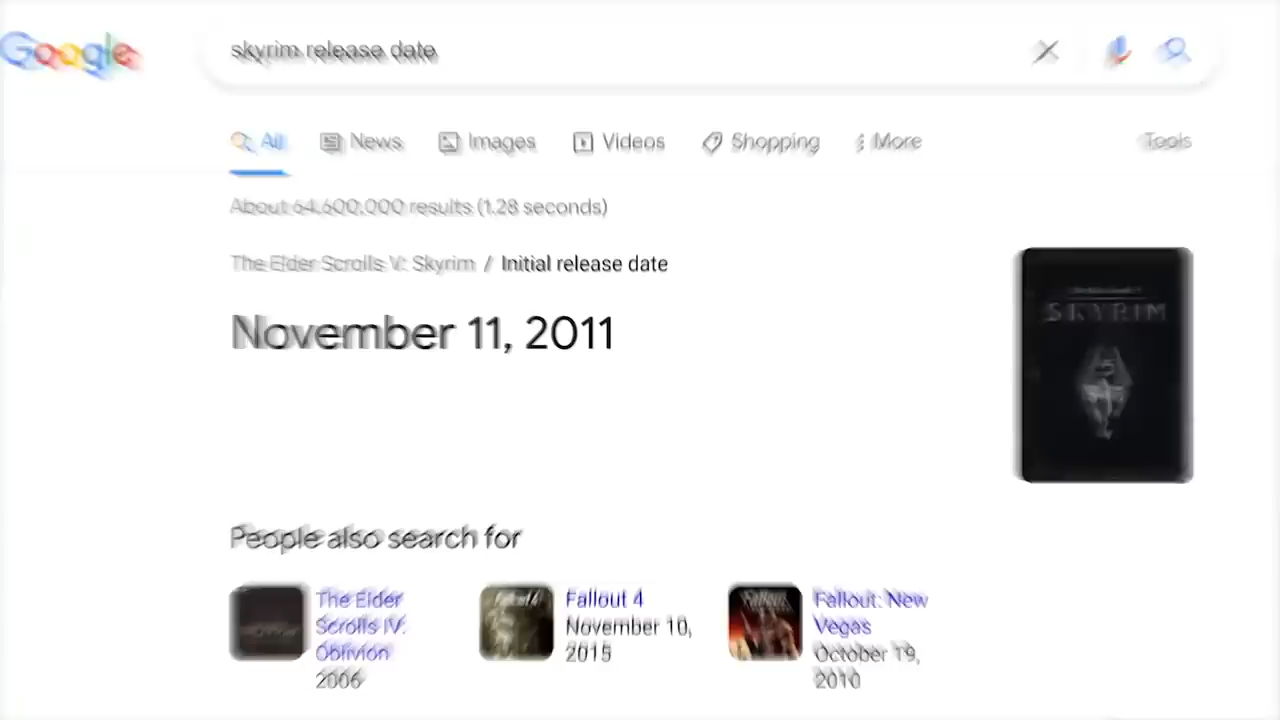 Google
skyrim release date
All News Images Videos Shopping More Tools
About 64,600,000 results (1.28 seconds)
The Elder Scrolls V: Skyrim / Initial release date
November 11, 2011
SKYRIM
People also search for
The Elder
Scrolls IV:
Oblivion
2006
Fallout 4
November 10,
2015
Fallout: New
Vegas
October 19,
2010